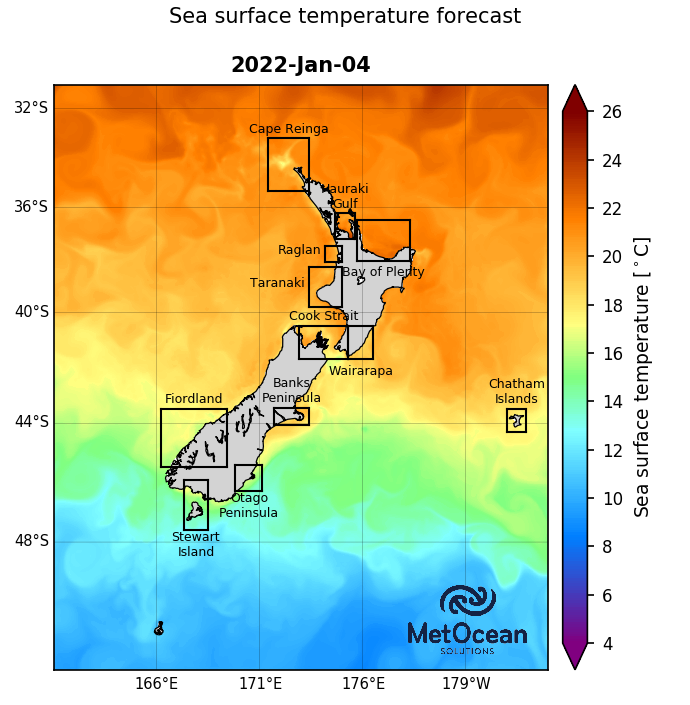 Sea surface temperature forecast
2022-Jan-04
32°S
36°S
40°S
44°S
48°S
166°E
171°E
176°E
179°W
Cape Reinga
Hauraki
Gulf
Raglan
Bay of Plenty
Taranaki
Cook Strait
Wairarapa
Banks
Peninsula
Fiordland
Chatham
Islands
Otago
Peninsula
Stewart
Island
MetOcean
SOLUTIONS
26
24
22
20
18
16
14
12
10
8
6
4
Sea surface temperature [°C]